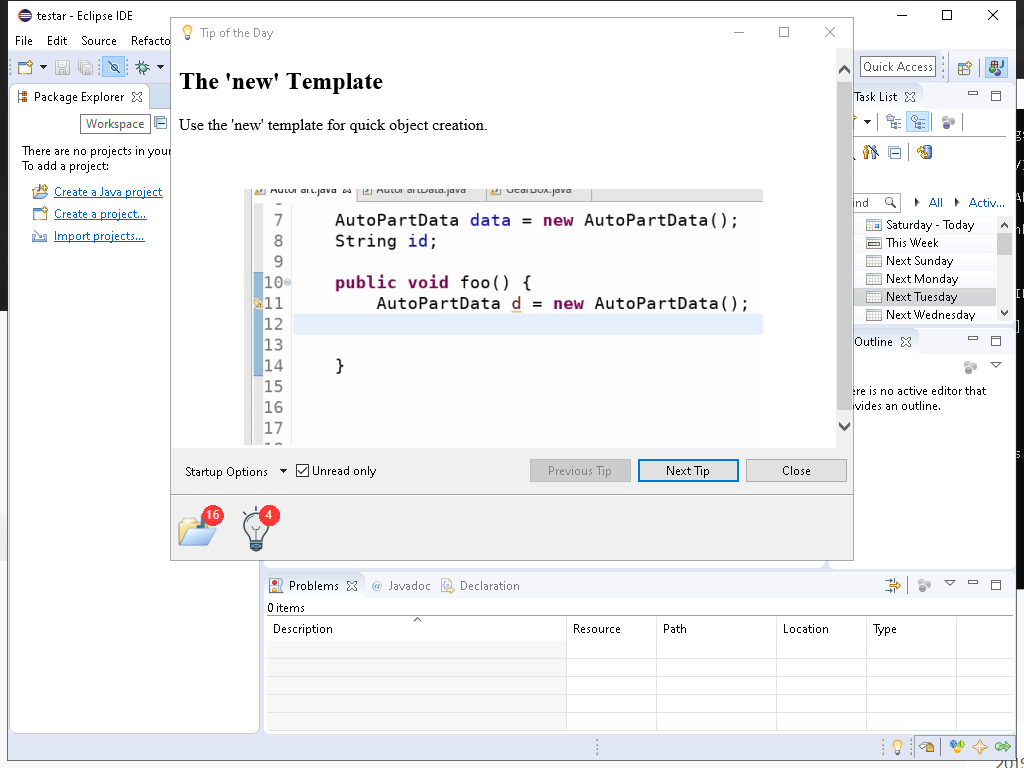 testar - Eclipse IDE
File Edit Source Refacto
Tip of the Day
Quick Access
Package Explorer
Workspace
There are no projects in your
To add a project:
Create a Java project
Create a project...
Import projects...
The 'new' Template
Use the 'new' template for quick object creation.
AutoPart.java AutoPartData.java GearBox.java
7 AutoPartData data = new AutoPartData();
8 String id;
9
10 public void foo() {
11 AutoPartData d = new AutoPartData();
12
13
14 }
15
16
17
18
Startup Options Unread only Previous Tip Next Tip Close
16 4
Task List
ind All Activ...
Saturday - Today
This Week
Next Sunday
Next Monday
Next Tuesday
Next Wednesday
Outline
ere is no active editor that
vides an outline.
Problems @ Javadoc Declaration
0 items
Description Resource Path Location Type
2019